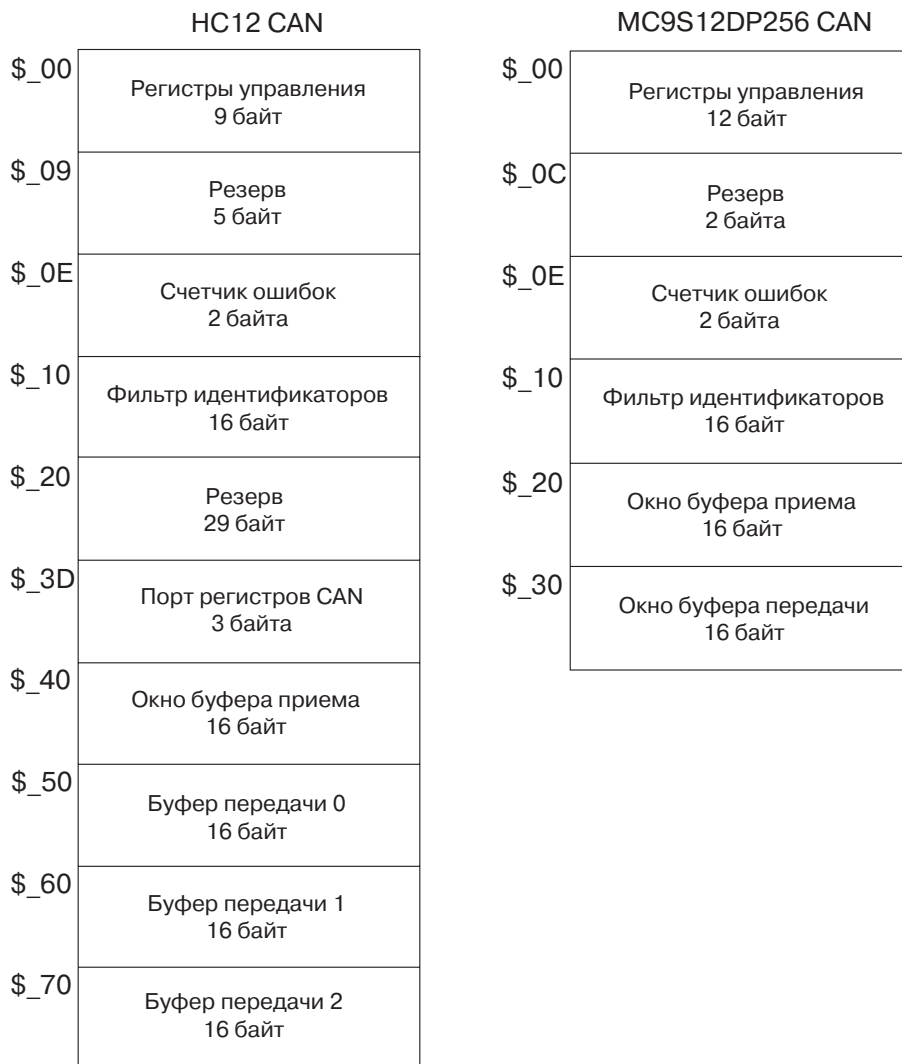 HC12 CAN
$_00
Регистры управления
9 байт
$_09
Резерв
5 байт
$_0E
Счетчик ошибок
2 байта
$_10
Фильтр идентификаторов
16 байт
$_20
Резерв
29 байт
$_3D
Порт регистров CAN
3 байта
$_40
Окно буфера приема
16 байт
$_50
Буфер передачи 0
16 байт
$_60
Буфер передачи 1
16 байт
$_70
Буфер передачи 2
16 байт
MC9S12DP256 CAN
$_00
Регистры управления
12 байт
$_0C
Резерв
2 байта
$_0E
Счетчик ошибок
2 байта
$_10
Фильтр идентификаторов
16 байт
$_20
Окно буфера приема
16 байт
$_30
Окно буфера передачи
16 байт